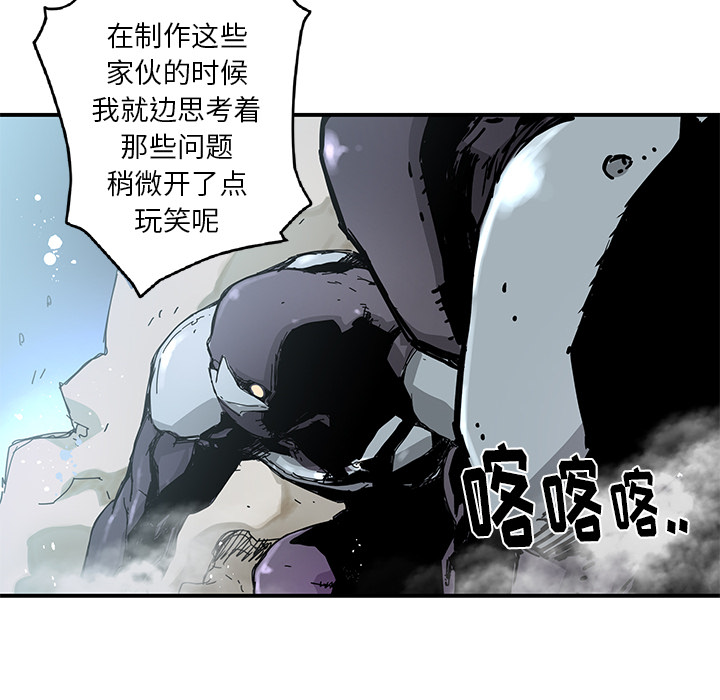 在制作这些
家伙的时候
我就边思考着
那些问题
稍微开了点
玩笑呢
喀喀喀..